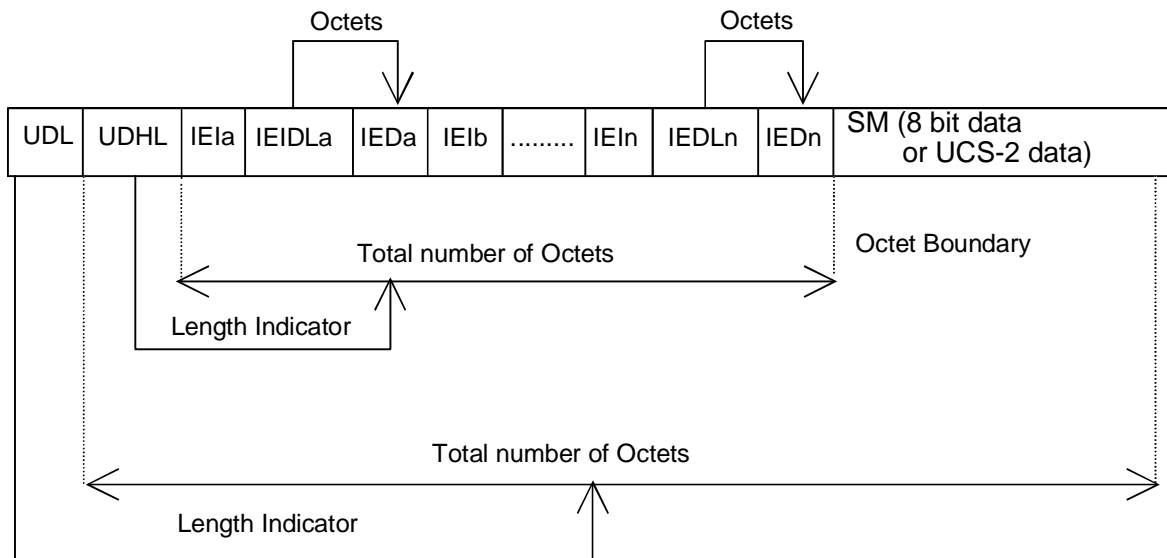 Octets Octets
UDL UDHL IEIa IEIDLa IEDa IEIb ......... IEIn IEDLn IEDn SM (8 bit data
or UCS-2 data)
Total number of Octets Octet Boundary
Length Indicator
Total number of Octets
Length Indicator